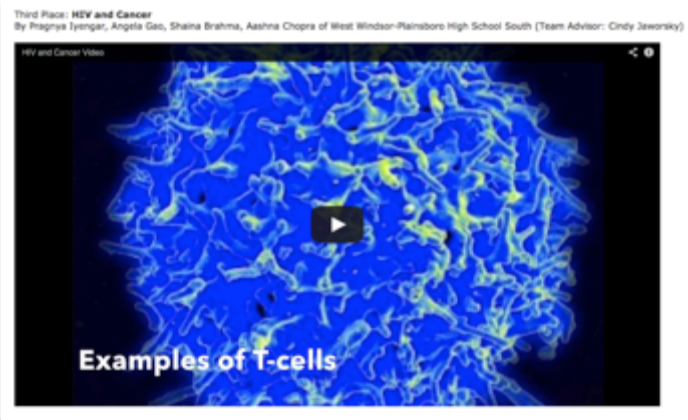 Third Place: HIV and Cancer
By Pragnya Iyengar, Angela Gao, Shaina Brahma, Aashna Chopra of West Windsor-Plainsboro High School South (Team Advisor: Cindy Jaworsky)
HIV and Cancer Video
Examples of T-cells